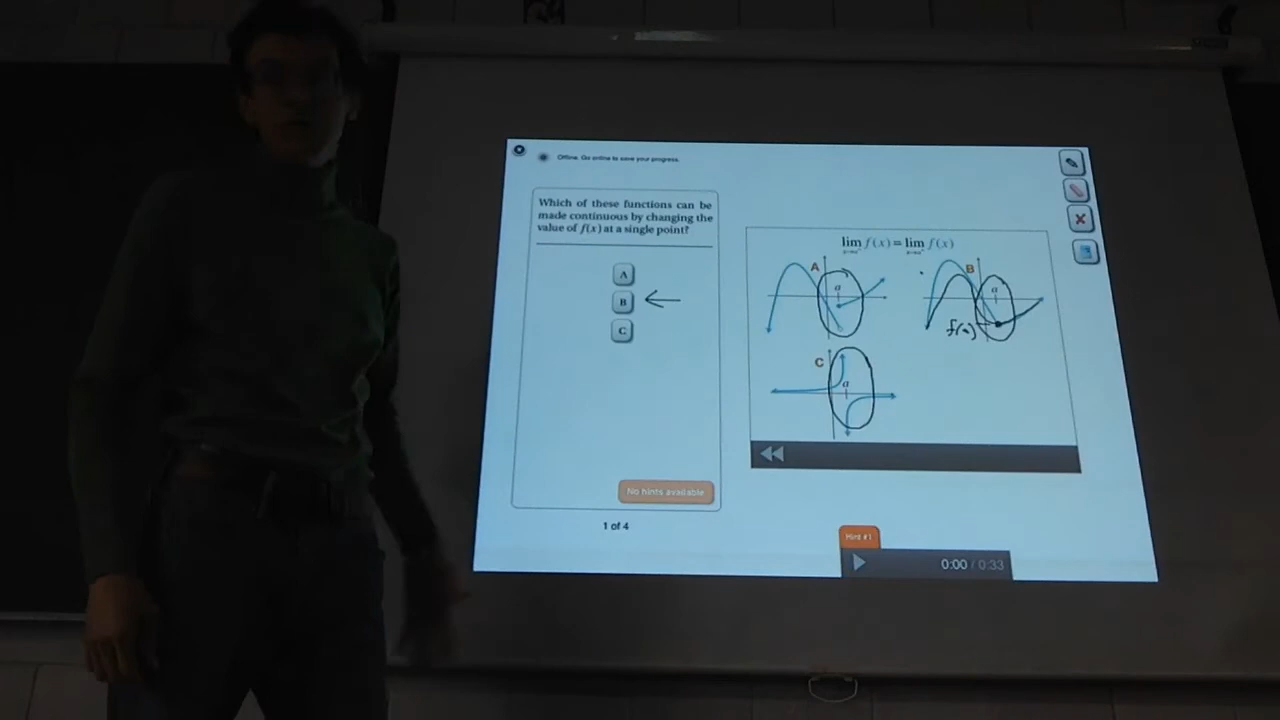 Offline. Go online to save your progress.
Which of these functions can be
made continuous by changing the
value of f(x) at a single point?
A
B
C
No hints available
1 of 4
lim f(x) = lim f(x)
A
a
B
a
f(a)
C
a
Hint #1
0:00 / 0:33